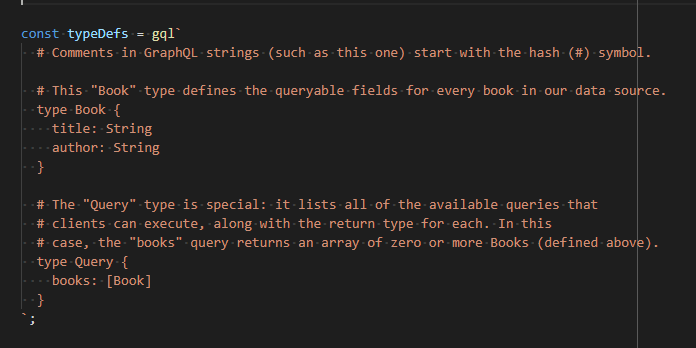 const typeDefs = gql`
  # Comments in GraphQL strings (such as this one) start with the hash (#) symbol.
  # This "Book" type defines the queryable fields for every book in our data source.
  type Book {
    title: String
    author: String
  }
  # The "Query" type is special: it lists all of the available queries that
  # clients can execute, along with the return type for each. In this
  # case, the "books" query returns an array of zero or more Books (defined above).
  type Query {
    books: [Book]
  }
`;